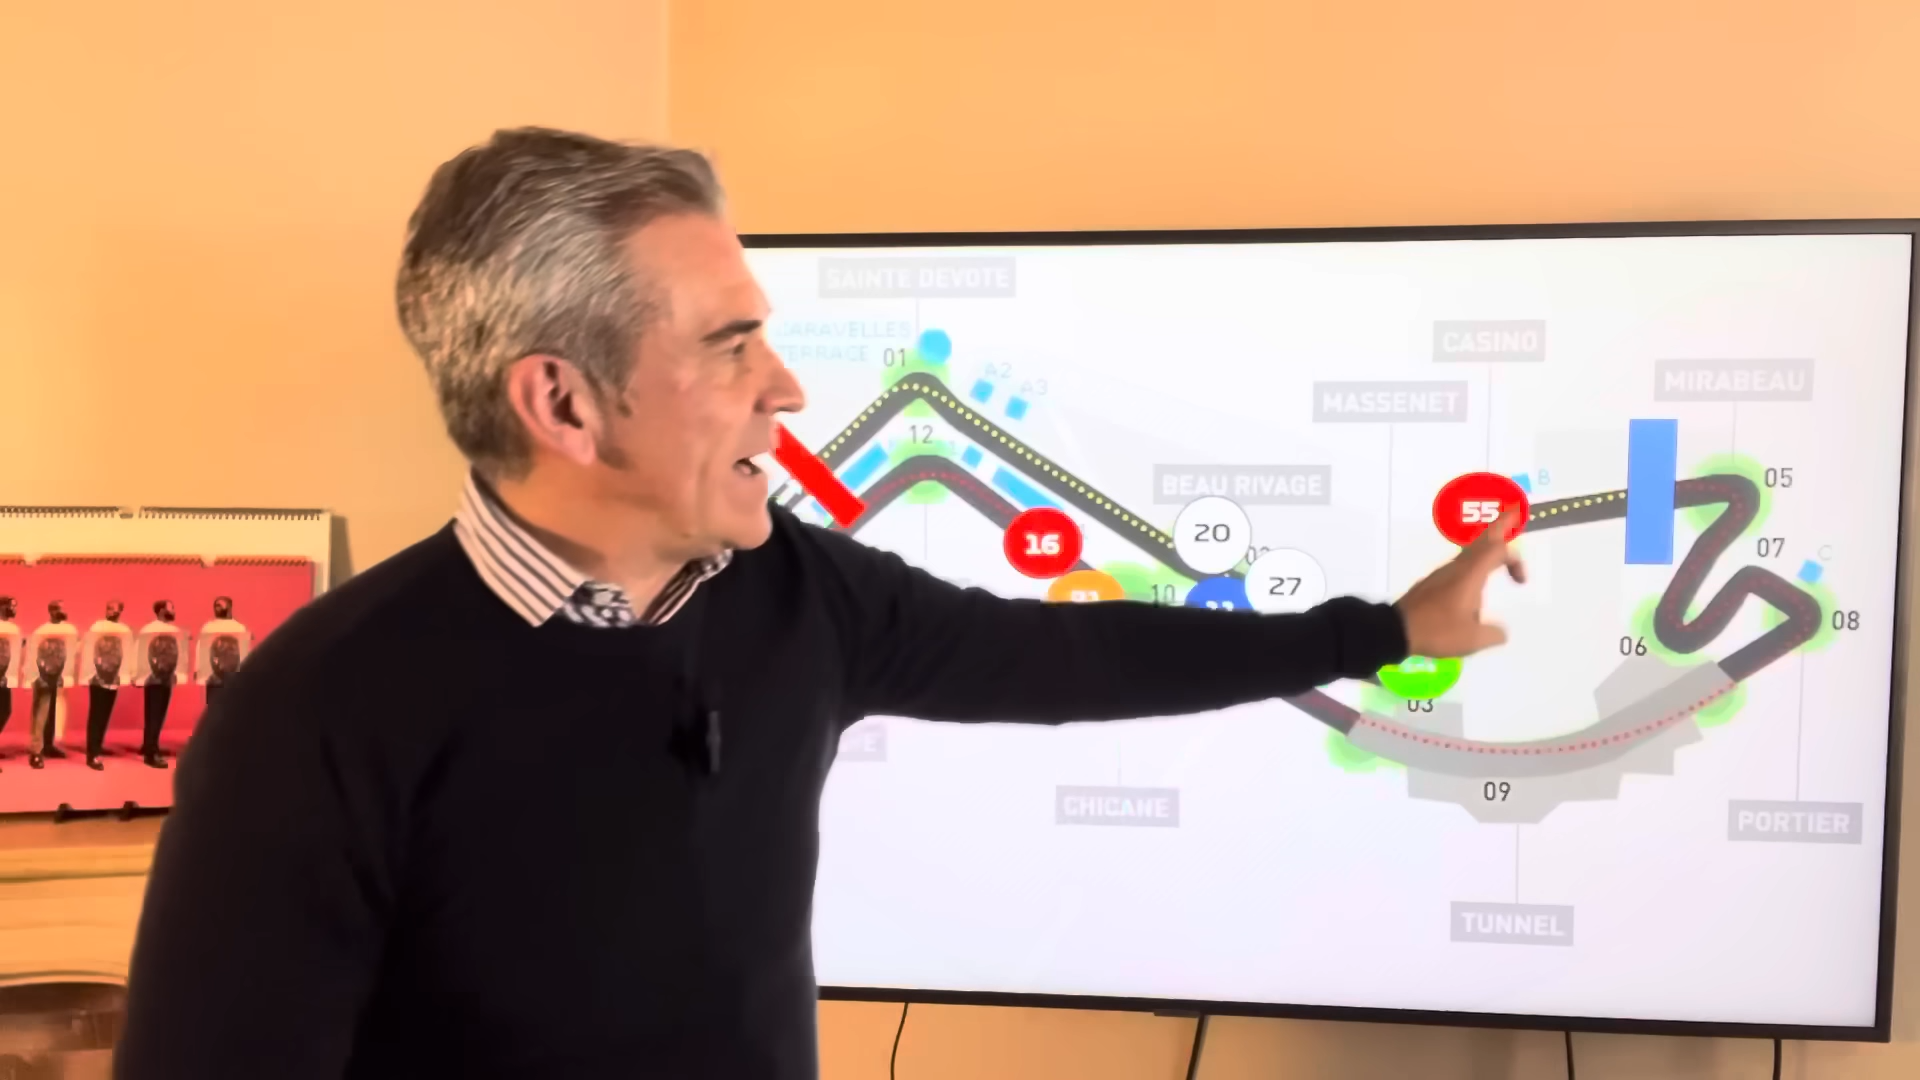 SAINTE DEVOTE
CARAVELLES
TERRACE
01
A2
A3
12
CASINO
MASSENET
MIRABEAU
BEAU RIVAGE
B
05
55
20
16
27
10
07
C
06
08
03
09
CHICANE
PORTIER
TUNNEL